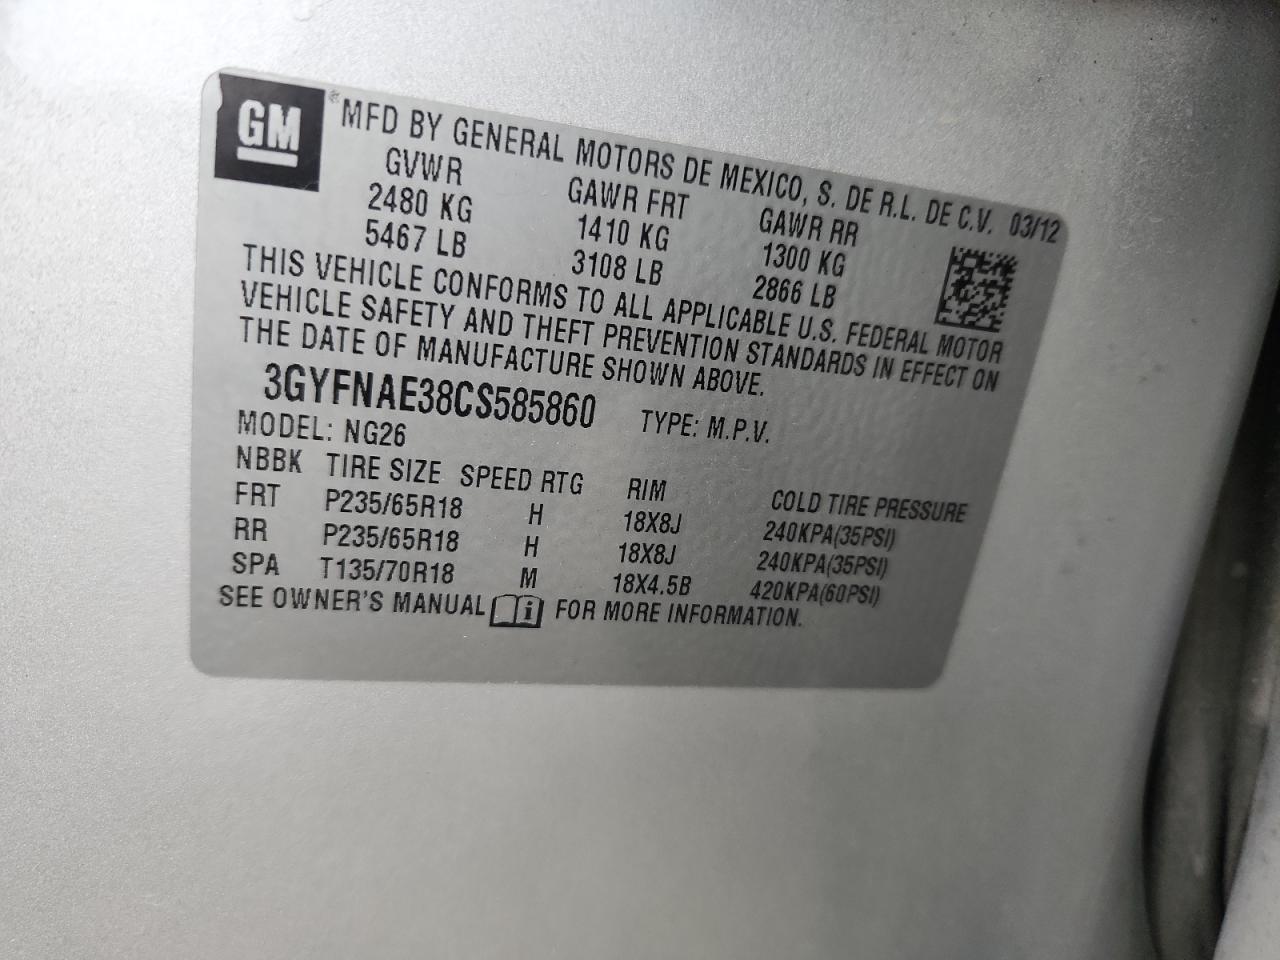 GM
® MFD BY GENERAL MOTORS DE MEXICO, S. DE R.L. DE C.V. 03/12
GVWR GAWR FRT GAWR RR
2480 KG 1410 KG 1300 KG
5467 LB 3108 LB 2866 LB
THIS VEHICLE CONFORMS TO ALL APPLICABLE U.S. FEDERAL MOTOR
VEHICLE SAFETY AND THEFT PREVENTION STANDARDS IN EFFECT ON
THE DATE OF MANUFACTURE SHOWN ABOVE.
3GYFNAE38CS585860 TYPE: M.P.V.
MODEL: NG26
NBBK TIRE SIZE SPEED RTG RIM COLD TIRE PRESSURE
FRT P235/65R18 H 18X8J 240KPA(35PSI)
RR P235/65R18 H 18X8J 240KPA(35PSI)
SPA T135/70R18 M 18X4.5B 420KPA(60PSI)
SEE OWNER'S MANUAL i FOR MORE INFORMATION.